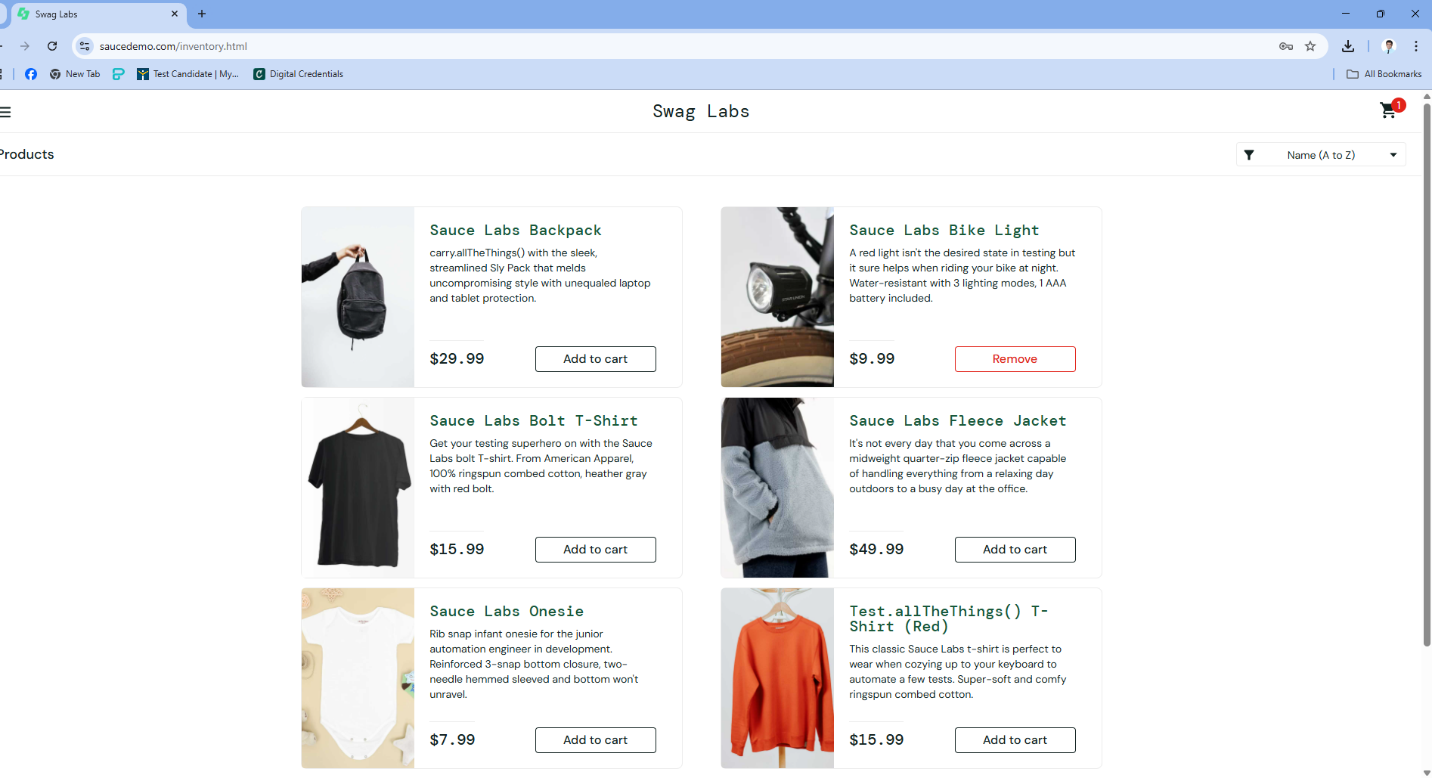 Swag Labs
saucedemo.com/inventory.html
New Tab
Test Candidate | My...
Digital Credentials
All Bookmarks
Swag Labs
1
Products
Name (A to Z)
Sauce Labs Backpack
carry.allTheThings() with the sleek,
streamlined Sly Pack that melds
uncompromising style with unequaled laptop
and tablet protection.
$29.99
Add to cart
Sauce Labs Bike Light
A red light isn't the desired state in testing but
it sure helps when riding your bike at night.
Water-resistant with 3 lighting modes, 1 AAA
battery included.
$9.99
Remove
Sauce Labs Bolt T-Shirt
Get your testing superhero on with the Sauce
Labs bolt T-shirt. From American Apparel,
100% ringspun combed cotton, heather gray
with red bolt.
$15.99
Add to cart
Sauce Labs Fleece Jacket
It's not every day that you come across a
midweight quarter-zip fleece jacket capable
of handling everything from a relaxing day
outdoors to a busy day at the office.
$49.99
Add to cart
Sauce Labs Onesie
Rib snap infant onesie for the junior
automation engineer in development.
Reinforced 3-snap bottom closure, two-
needle hemmed sleeved and bottom won't
unravel.
$7.99
Add to cart
Test.allTheThings() T-
Shirt (Red)
This classic Sauce Labs t-shirt is perfect to
wear when cozying up to your keyboard to
automate a few tests. Super-soft and comfy
ringspun combed cotton.
$15.99
Add to cart